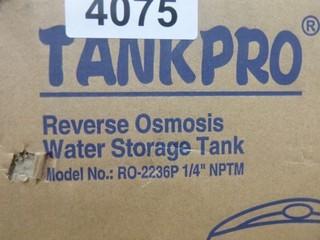 4075
TANKPRO®
Reverse Osmosis
Water Storage Tank
Model No.: RO-2236P 1/4" NPTM